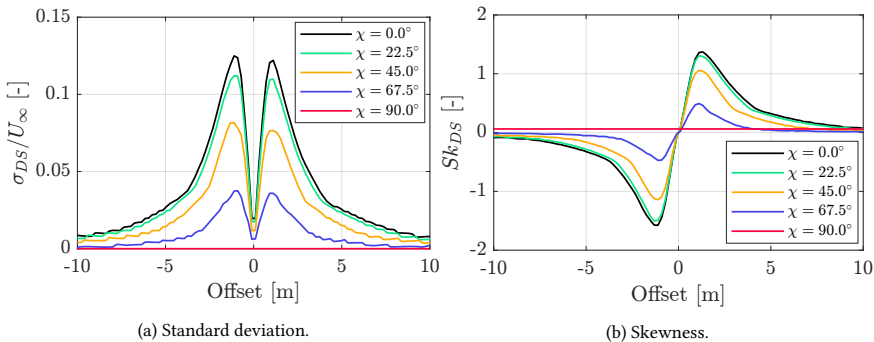 0.15
0.1
0.05
0
σ_DS/U_∞ [-]
χ = 0.0°
χ = 22.5°
χ = 45.0°
χ = 67.5°
χ = 90.0°
-10 -5 0 5 10
Offset [m]
(a) Standard deviation.
2
1
0
-1
-2
Sk_DS [-]
χ = 0.0°
χ = 22.5°
χ = 45.0°
χ = 67.5°
χ = 90.0°
-10 -5 0 5 10
Offset [m]
(b) Skewness.